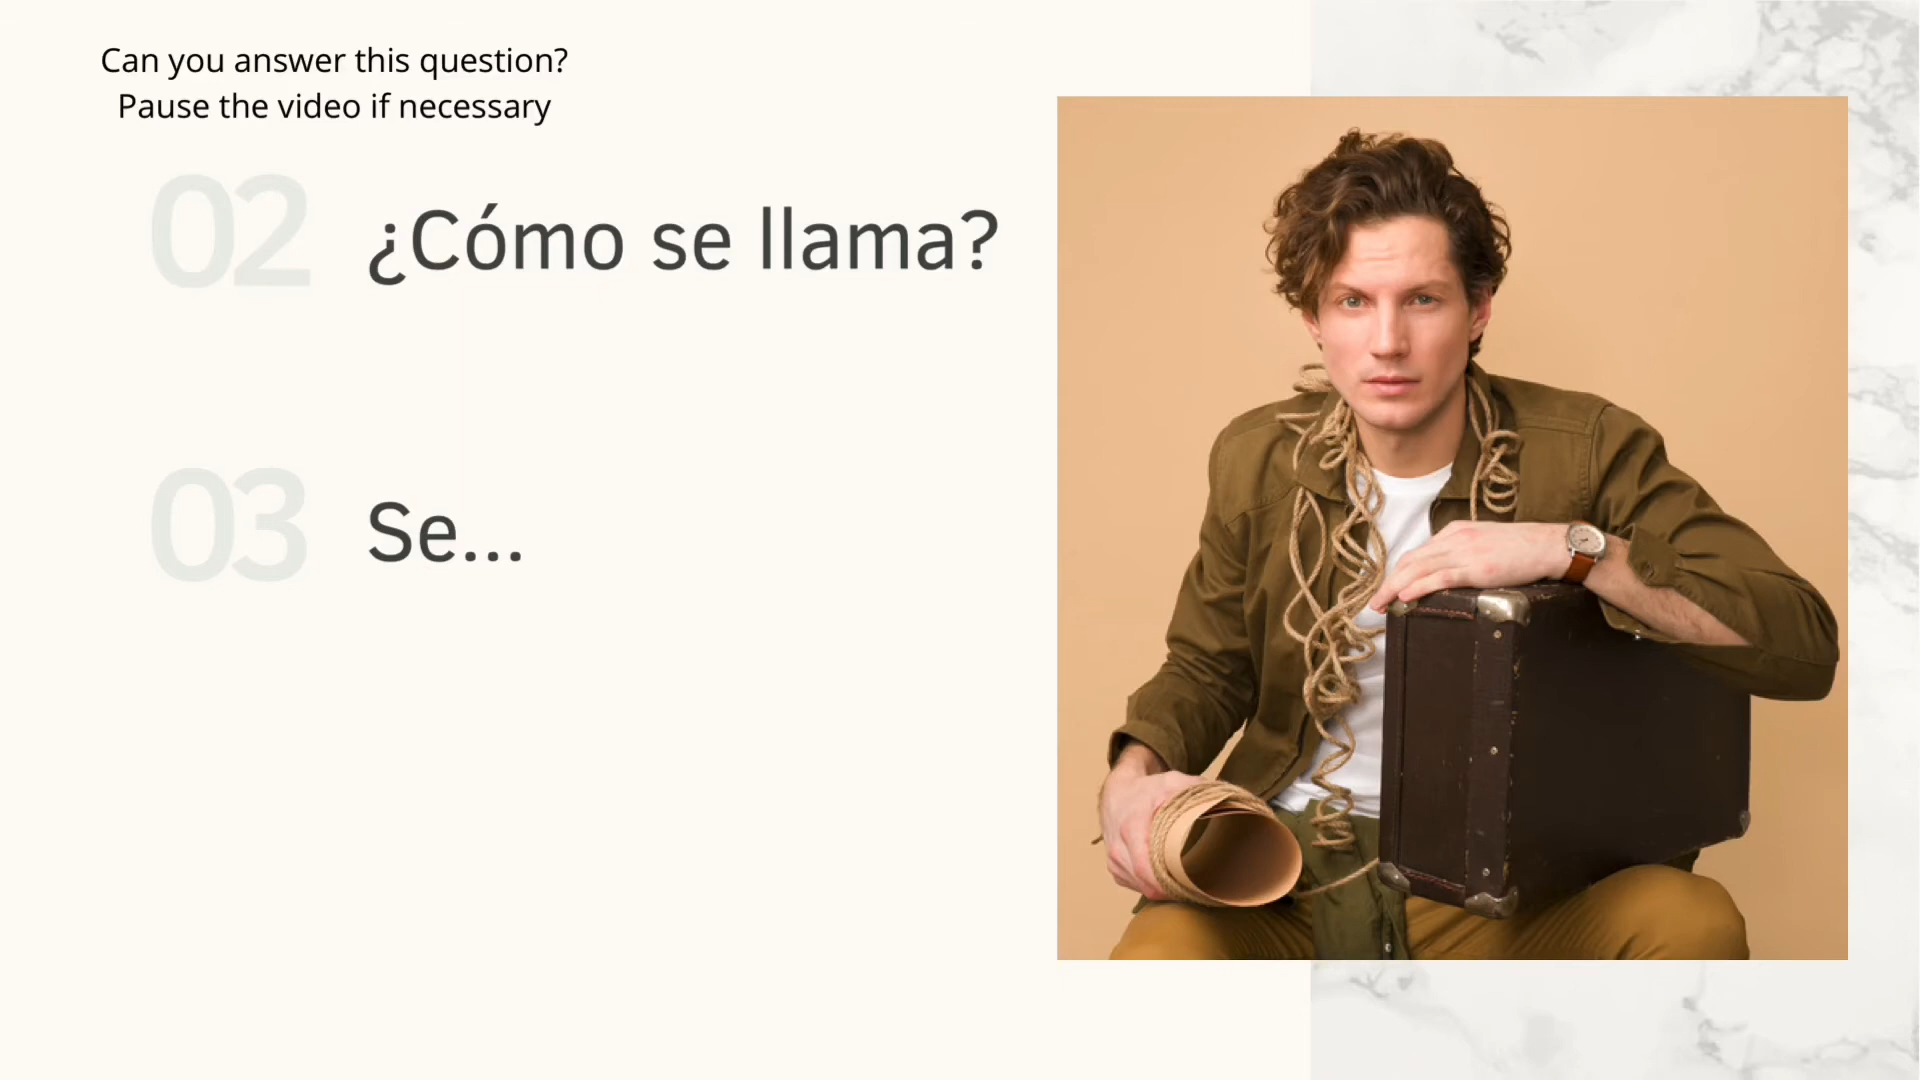 Can you answer this question?
Pause the video if necessary
02 ¿Cómo se llama?
03 Se...